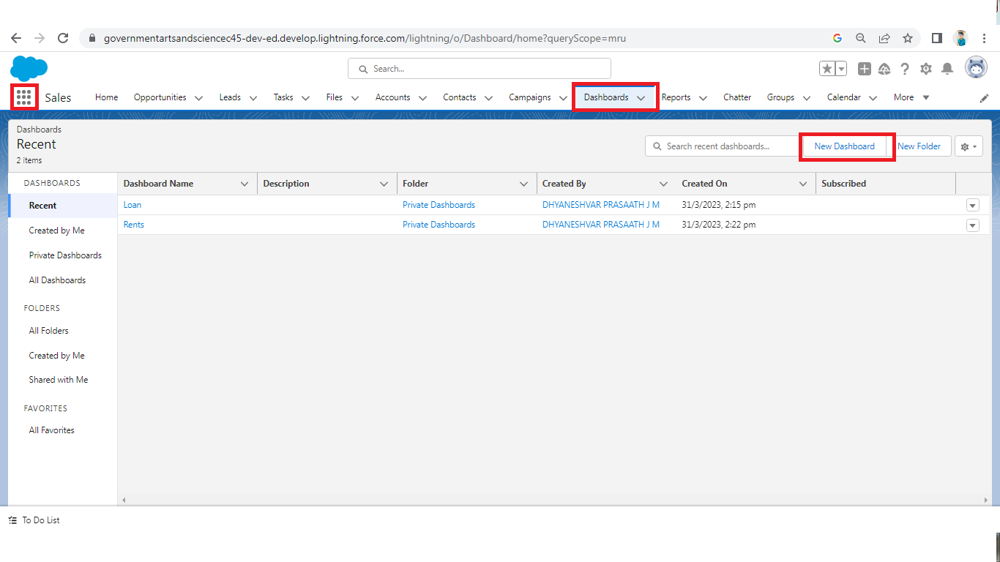 governmentartsandsciencec45-dev-ed.develop.lightning.force.com/lightning/o/Dashboard/home?queryScope=mru
Search...
Sales Home Opportunities Leads Tasks Files Accounts Contacts Campaigns Dashboards Reports Chatter Groups Calendar More
Dashboards
Recent
2 items
Search recent dashboards...
New Dashboard
New Folder
DASHBOARDS
Recent
Created by Me
Private Dashboards
All Dashboards
FOLDERS
All Folders
Created by Me
Shared with Me
FAVORITES
All Favorites
Dashboard Name Description Folder Created By Created On Subscribed
Loan Private Dashboards DHYANESHVAR PRASAATH J M 31/3/2023, 2:15 pm
Rents Private Dashboards DHYANESHVAR PRASAATH J M 31/3/2023, 2:22 pm
To Do List